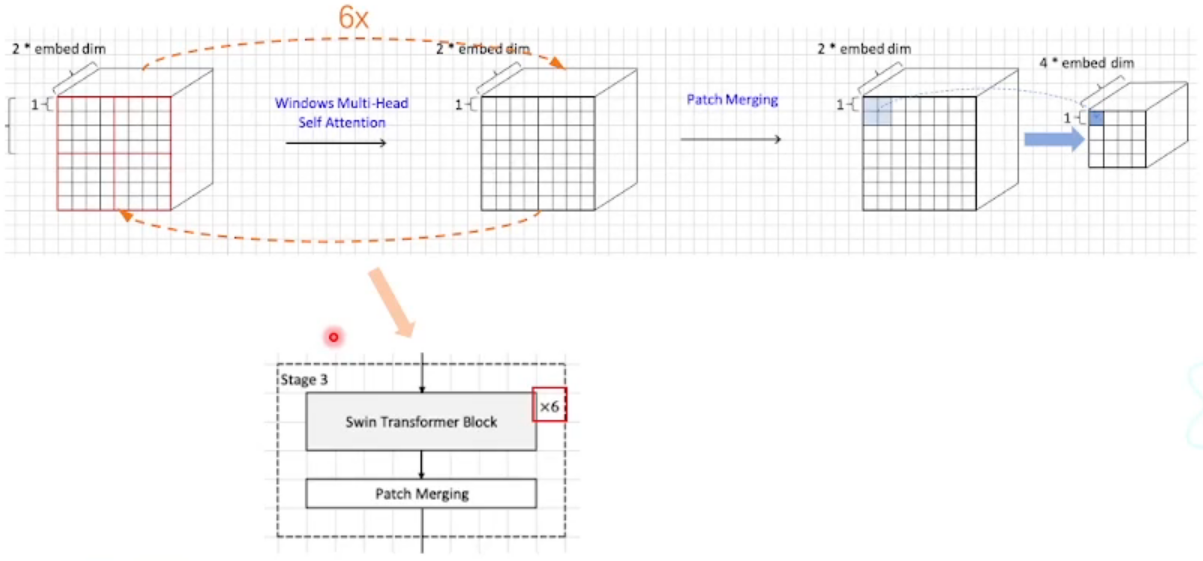 6x
2 * embed dim
2 * embed dim
2 * embed dim
4 * embed dim
1
Windows Multi-Head
Self Attention
1
Patch Merging
1
1
Stage 3
×6
Swin Transformer Block
Patch Merging